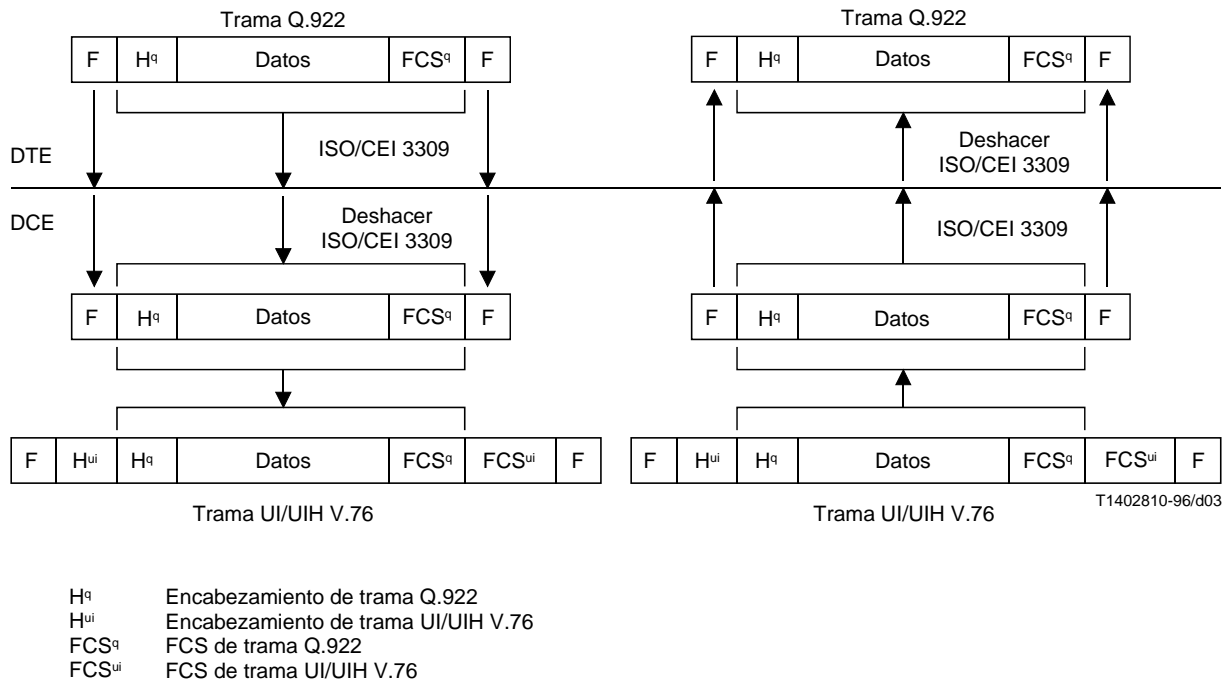 Trama Q.922 Trama Q.922
F Hq Datos FCSq F F Hq Datos FCSq F
DTE ISO/CEI 3309 Deshacer
ISO/CEI 3309
DCE Deshacer
ISO/CEI 3309 ISO/CEI 3309
F Hq Datos FCSq F F Hq Datos FCSq F
F Hui Hq Datos FCSq FCSui F F Hui Hq Datos FCSq FCSui F
T1402810-96/d03
Trama UI/UIH V.76 Trama UI/UIH V.76
Hq Encabezamiento de trama Q.922
Hui Encabezamiento de trama UI/UIH V.76
FCSq FCS de trama Q.922
FCSui FCS de trama UI/UIH V.76